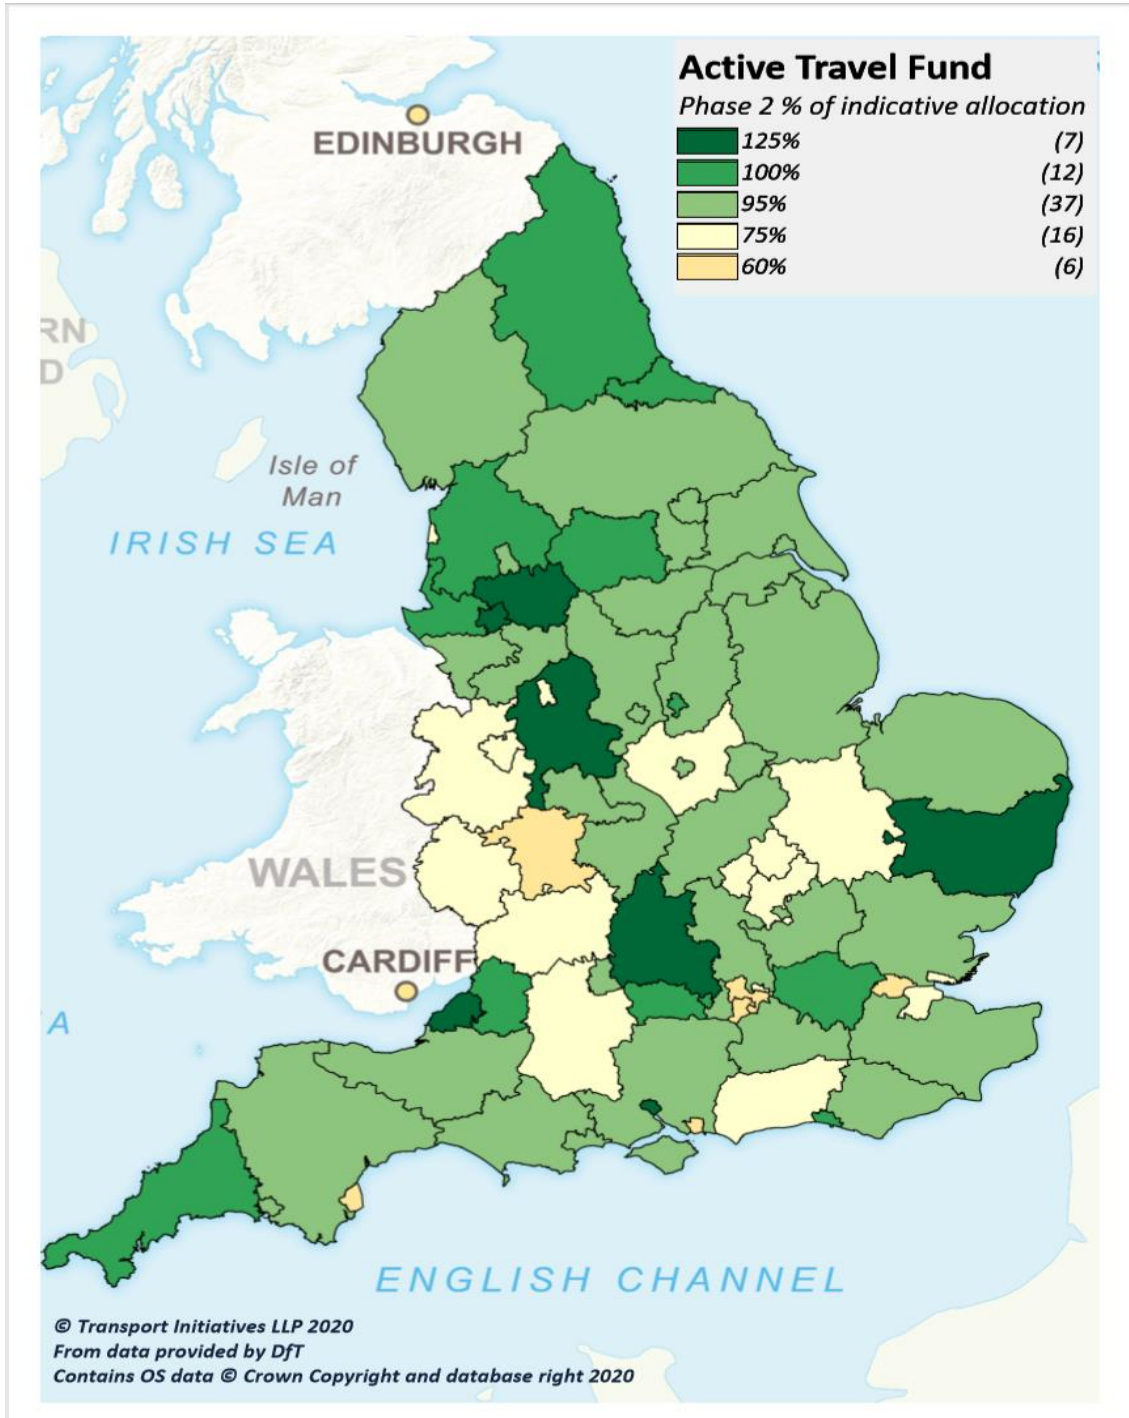 Active Travel Fund
Phase 2 % of indicative allocation
125% (7)
100% (12)
95% (37)
75% (16)
60% (6)
EDINBURGH
RN
D
Isle of
Man
IRISH SEA
WALES
CARDIFF
A
ENGLISH CHANNEL
© Transport Initiatives LLP 2020
From data provided by DfT
Contains OS data © Crown Copyright and database right 2020